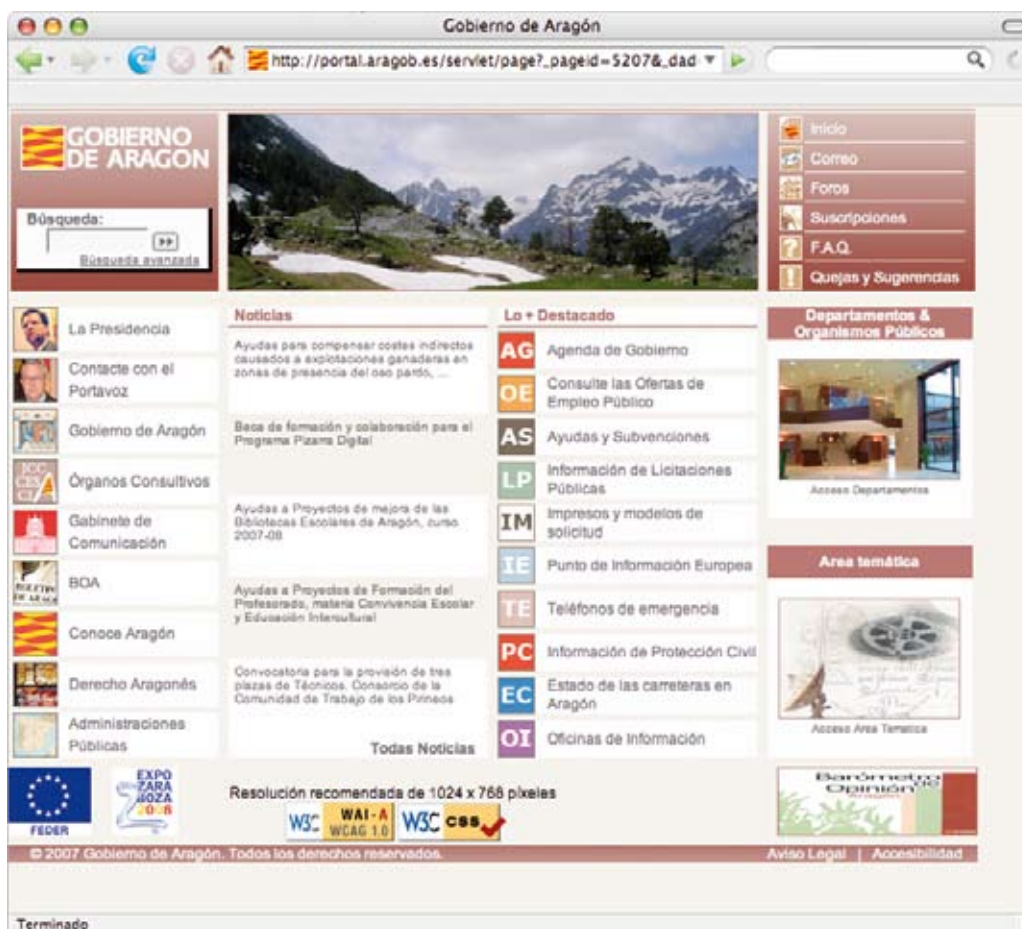 Gobierno de Aragón
http://portal.aragob.es/servlet/page?_pageid=5207&_dad
GOBIERNO
DE ARAGON
Búsqueda:
Búsqueda avanzada
Inicio
Correo
Foros
Suscripciones
F.A.Q.
Quejas y Sugerencias
La Presidencia
Contacte con el
Portavoz
Gobierno de Aragón
Órganos Consultivos
Gabinete de
Comunicación
BOA
Conoce Aragón
Derecho Aragonés
Administraciones
Públicas
Noticias
Ayudas para compensar costes indirectos
causados a explotaciones ganaderas en
zonas de presencia del oso pardo, ...
Beca de formación y colaboración para el
Programa Pizarra Digital
Ayudas a Proyectos de mejora de las
Bibliotecas Escolares de Aragón, curso
2007-08
Ayudas a Proyectos de Formación del
Profesorado, materia Convivencia Escolar
y Educación Intercultural
Convocatoria para la provisión de tres
plazas de Técnicos. Consorcio de la
Comunidad de Trabajo de los Pirineos
Todas Noticias
Lo + Destacado
AG Agenda de Gobierno
OE Consulte las Ofertas de
Empleo Público
AS Ayudas y Subvenciones
LP Información de Licitaciones
Públicas
IM Impresos y modelos de
solicitud
IE Punto de Información Europea
TE Teléfonos de emergencia
PC Información de Protección Civil
EC Estado de las carreteras en
Aragón
OI Oficinas de Información
Departamentos &
Organismos Públicos
Acceso Departamentos
Area temática
Acceso Area Tematica
FEDER
EXPO
ZARA
GOZA
2008
Resolución recomendada de 1024 x 768 píxeles
W3C WAI-A
WCAG 1.0
W3C css
Barómetro
de
Opinión
Aragón
© 2007 Gobierno de Aragón. Todos los derechos reservados.
Aviso Legal | Accesibilidad
Terminado